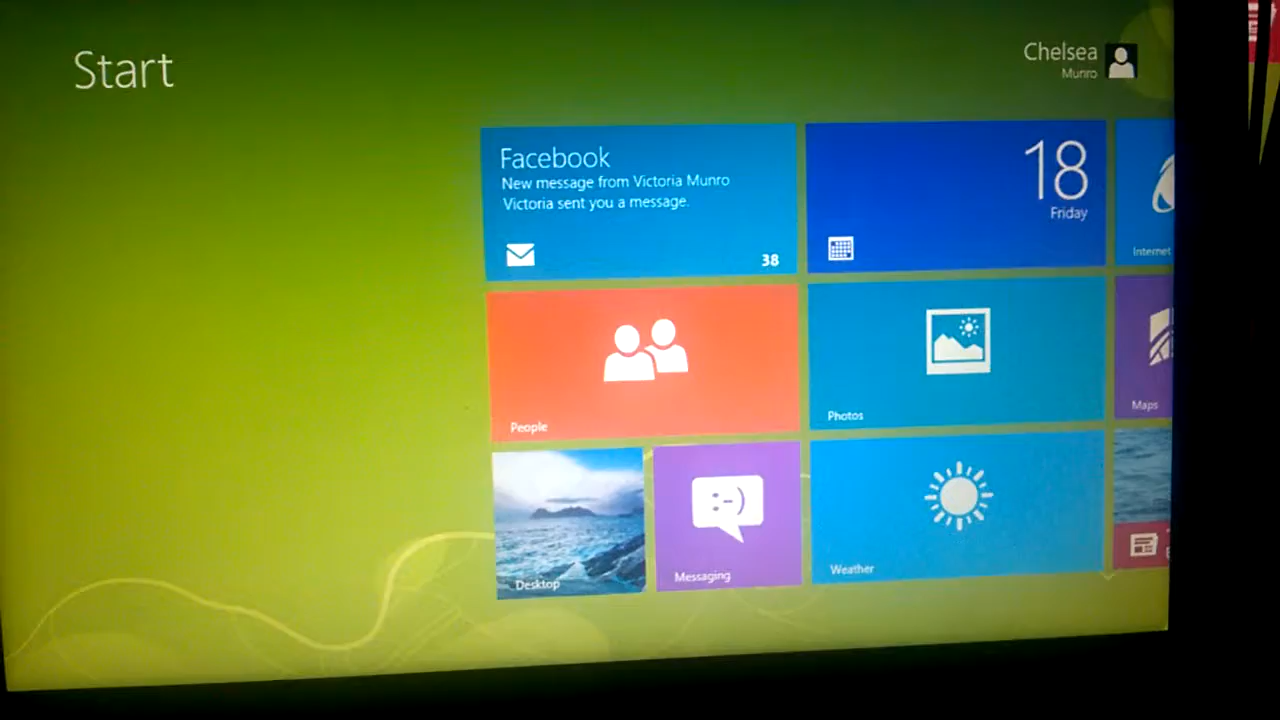 Start
Chelsea
Munro
Facebook
New message from Victoria Munro
Victoria sent you a message.
38
18
Friday
Internet
People
Photos
Maps
Desktop
Messaging
Weather